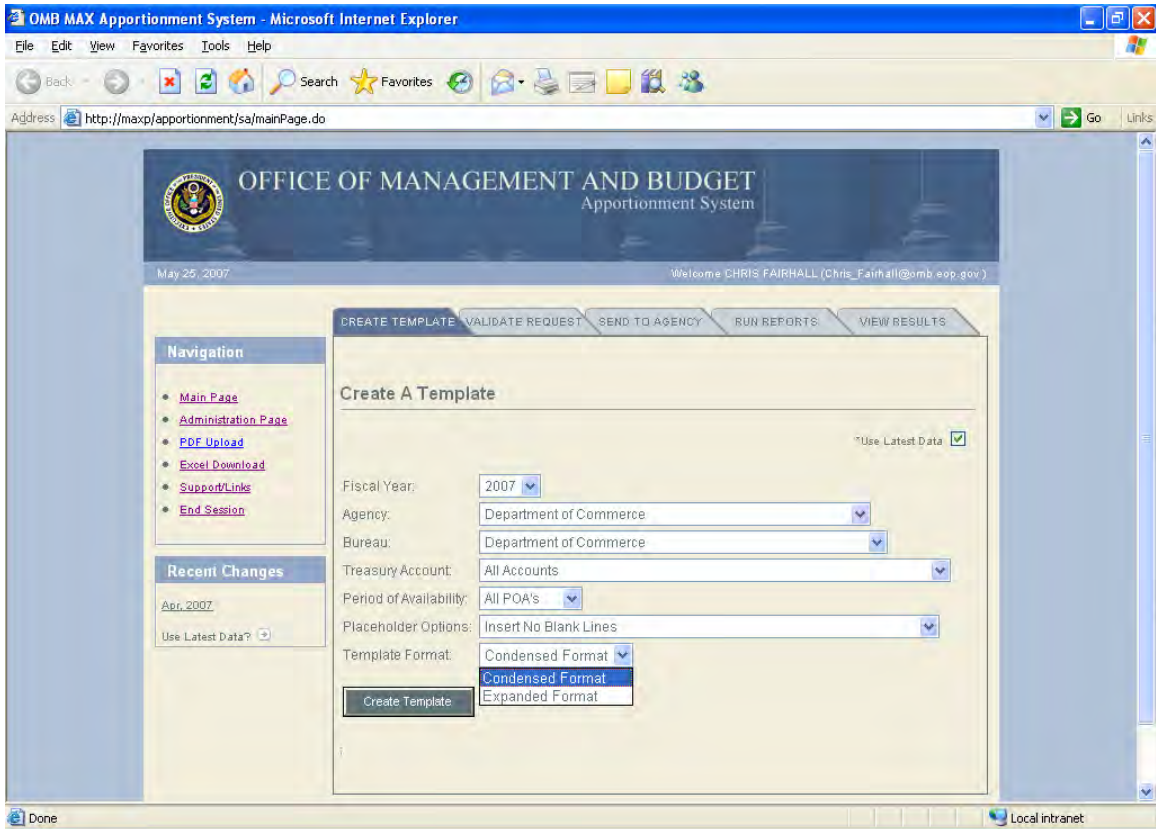 OMB MAX Apportionment System - Microsoft Internet Explorer
File Edit View Favorites Tools Help
Back Search Favorites
Address http://maxp/apportionment/sa/mainPage.do Go Links
OFFICE OF MANAGEMENT AND BUDGET
Apportionment System
May 25, 2007 Welcome CHRIS FAIRHALL (Chris_Fairhall@omb.eop.gov )
CREATE TEMPLATE VALIDATE REQUEST SEND TO AGENCY RUN REPORTS VIEW RESULTS
Navigation
Main Page
Administration Page
PDF Upload
Excel Download
Support/Links
End Session
Recent Changes
Apr, 2007
Use Latest Data?
Create A Template
*Use Latest Data
Fiscal Year: 2007
Agency: Department of Commerce
Bureau: Department of Commerce
Treasury Account: All Accounts
Period of Availability: All POA's
Placeholder Options: Insert No Blank Lines
Template Format: Condensed Format
Condensed Format
Expanded Format
Create Template
Done Local intranet